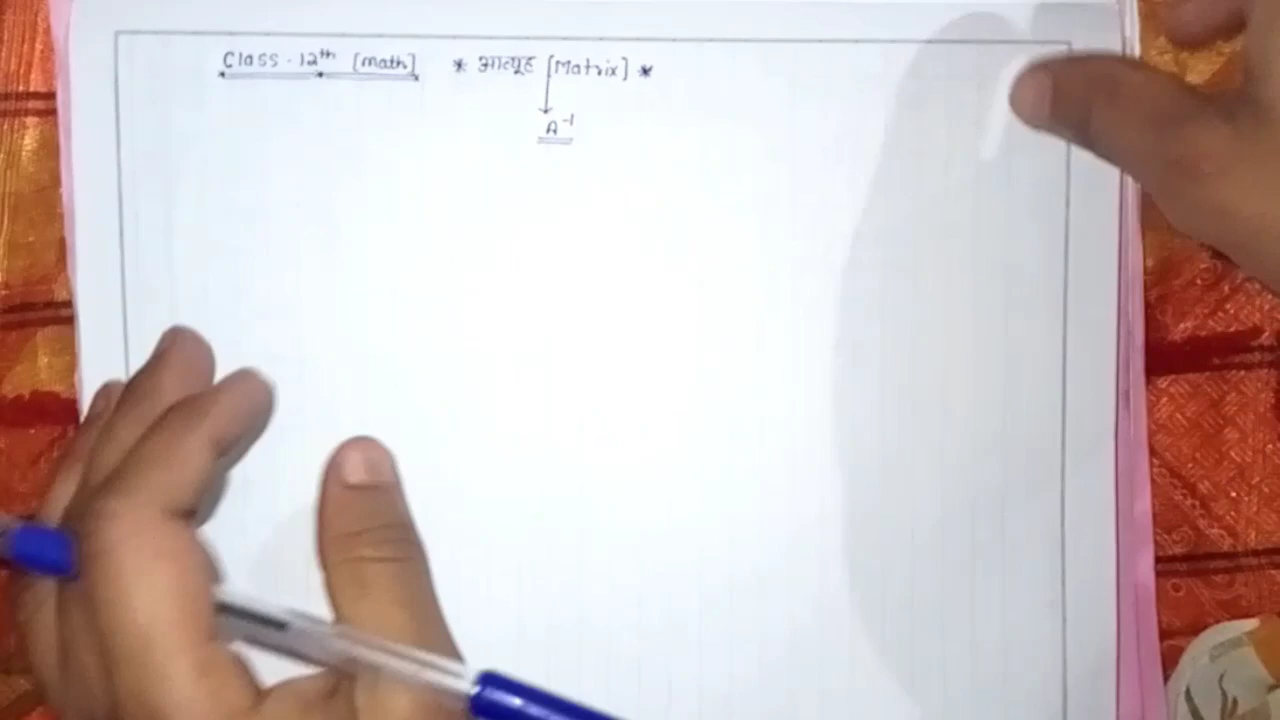 Class - 12th [math] * आव्यूह [Matrix] *
A⁻¹